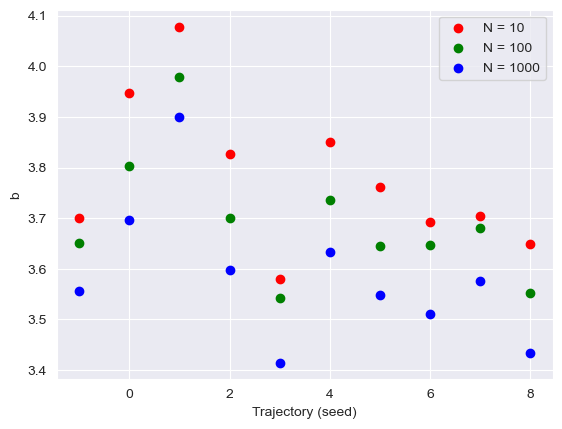 4.1
4.0
3.9
3.8
3.7
3.6
3.5
3.4
b
0
2
4
6
8
Trajectory (seed)
N = 10
N = 100
N = 1000